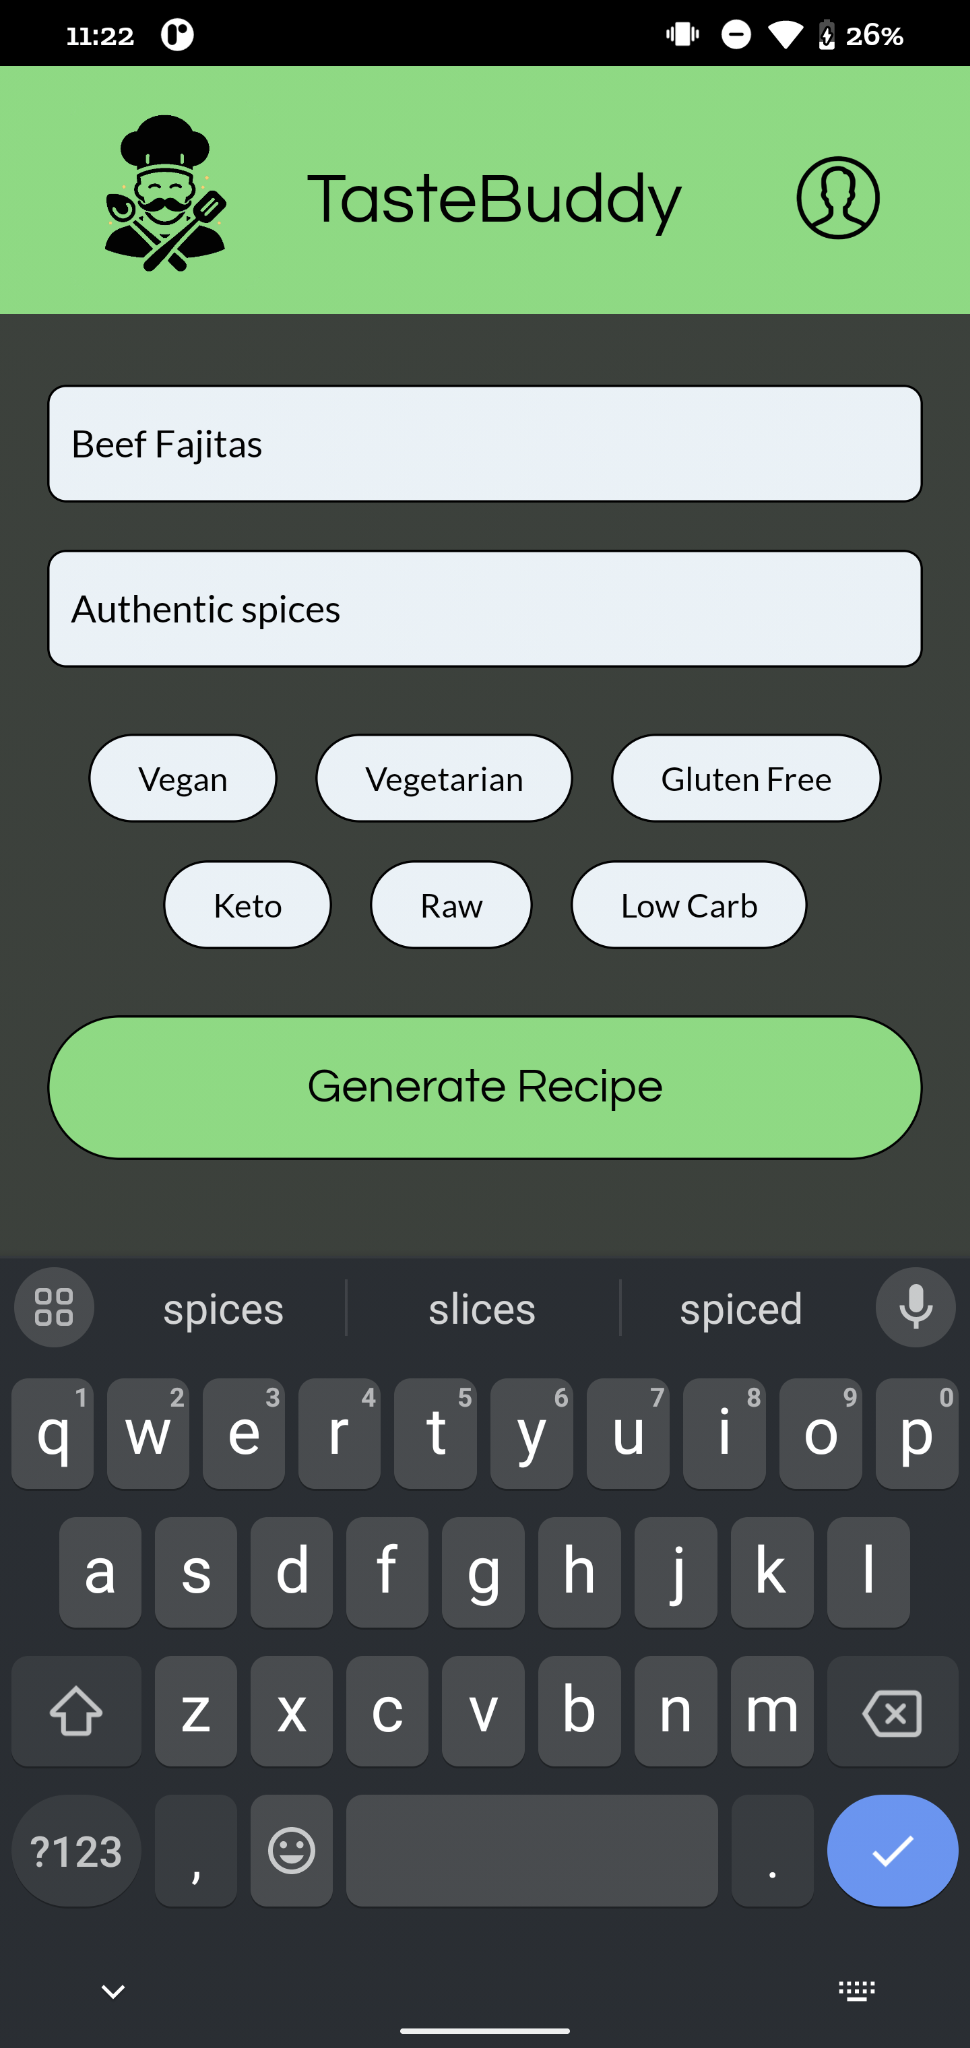 11:22 26%
TasteBuddy
Beef Fajitas
Authentic spices
Vegan Vegetarian Gluten Free
Keto Raw Low Carb
Generate Recipe
spices slices spiced
1 2 3 4 5 6 7 8 9 0
q w e r t y u i o p
a s d f g h j k l
z x c v b n m
?123 , .